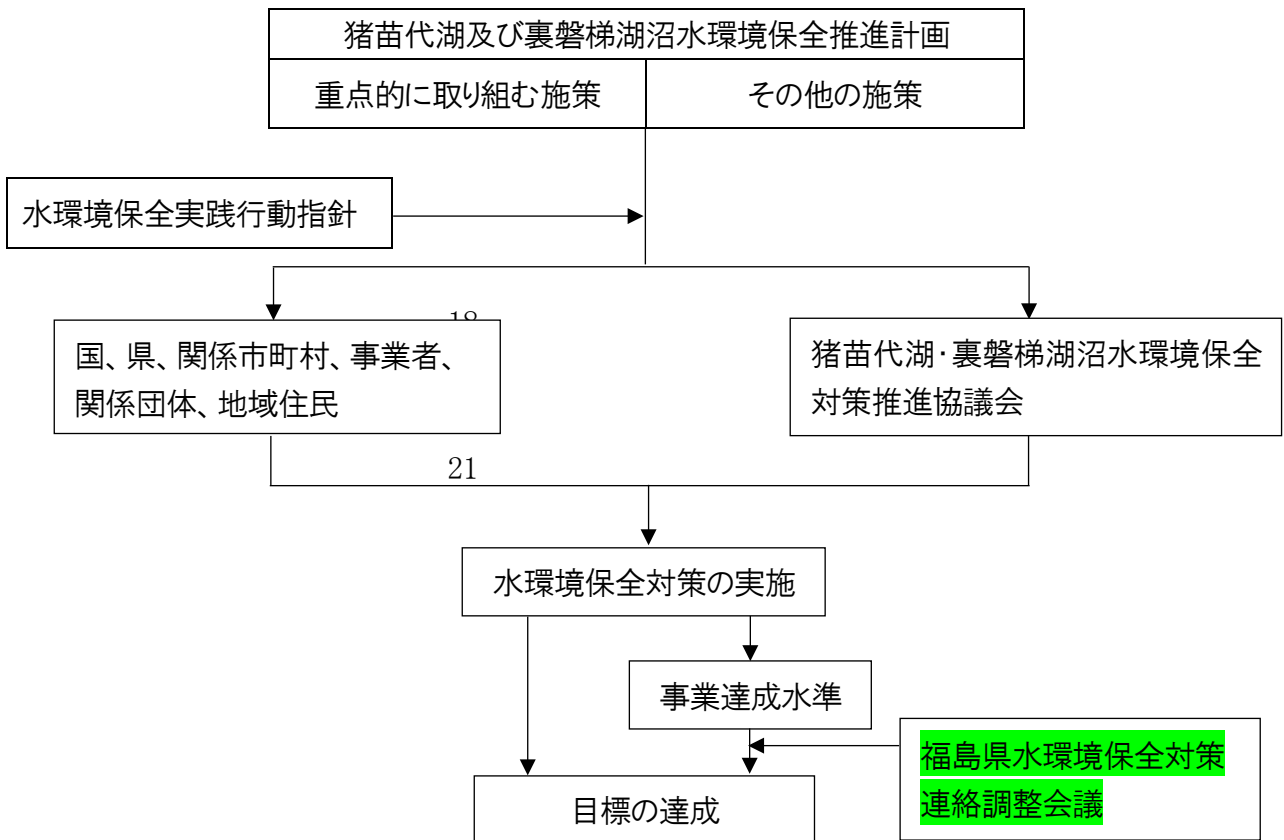 猪苗代湖及び裏磐梯湖沼水環境保全推進計画
重点的に取り組む施策
その他の施策
水環境保全実践行動指針
18
国、県、関係市町村、事業者、
関係団体、地域住民
猪苗代湖・裏磐梯湖沼水環境保全
対策推進協議会
21
水環境保全対策の実施
事業達成水準
福島県水環境保全対策
連絡調整会議
目標の達成